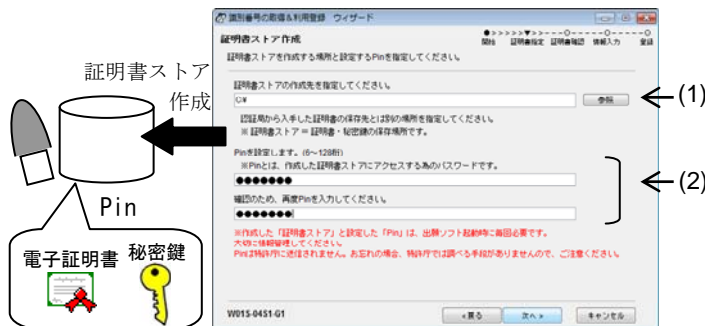 証明書ストア
作成
Pin
電子証明書
秘密鍵
識別番号の取得＆利用登録 ウィザード
証明書ストア作成
開始 証明書指定 証明書確認 情報入力 登録
証明書ストアを作成する場所と設定するPinを指定してください。
証明書ストアの作成先を指定してください。
C:¥
参照
認証局から入手した証明書の保存先とは別の場所を指定してください。
※ 証明書ストア = 証明書・秘密鍵の保存場所です。
Pinを設定します。(6～128桁)
※Pinとは、作成した証明書ストアにアクセスする為のパスワードです。
●●●●●●●
確認のため、再度Pinを入力してください。
●●●●●●●
※作成した「証明書ストア」と設定した「Pin」は、出願ソフト起動時に毎回必要です。
大切に情報管理してください。
Pinは特許庁に送信されません。お忘れの場合、特許庁では調べる手段がありませんので、ご注意ください。
W01S-04S1-G1
<戻る
次へ>
キャンセル
(1)
(2)